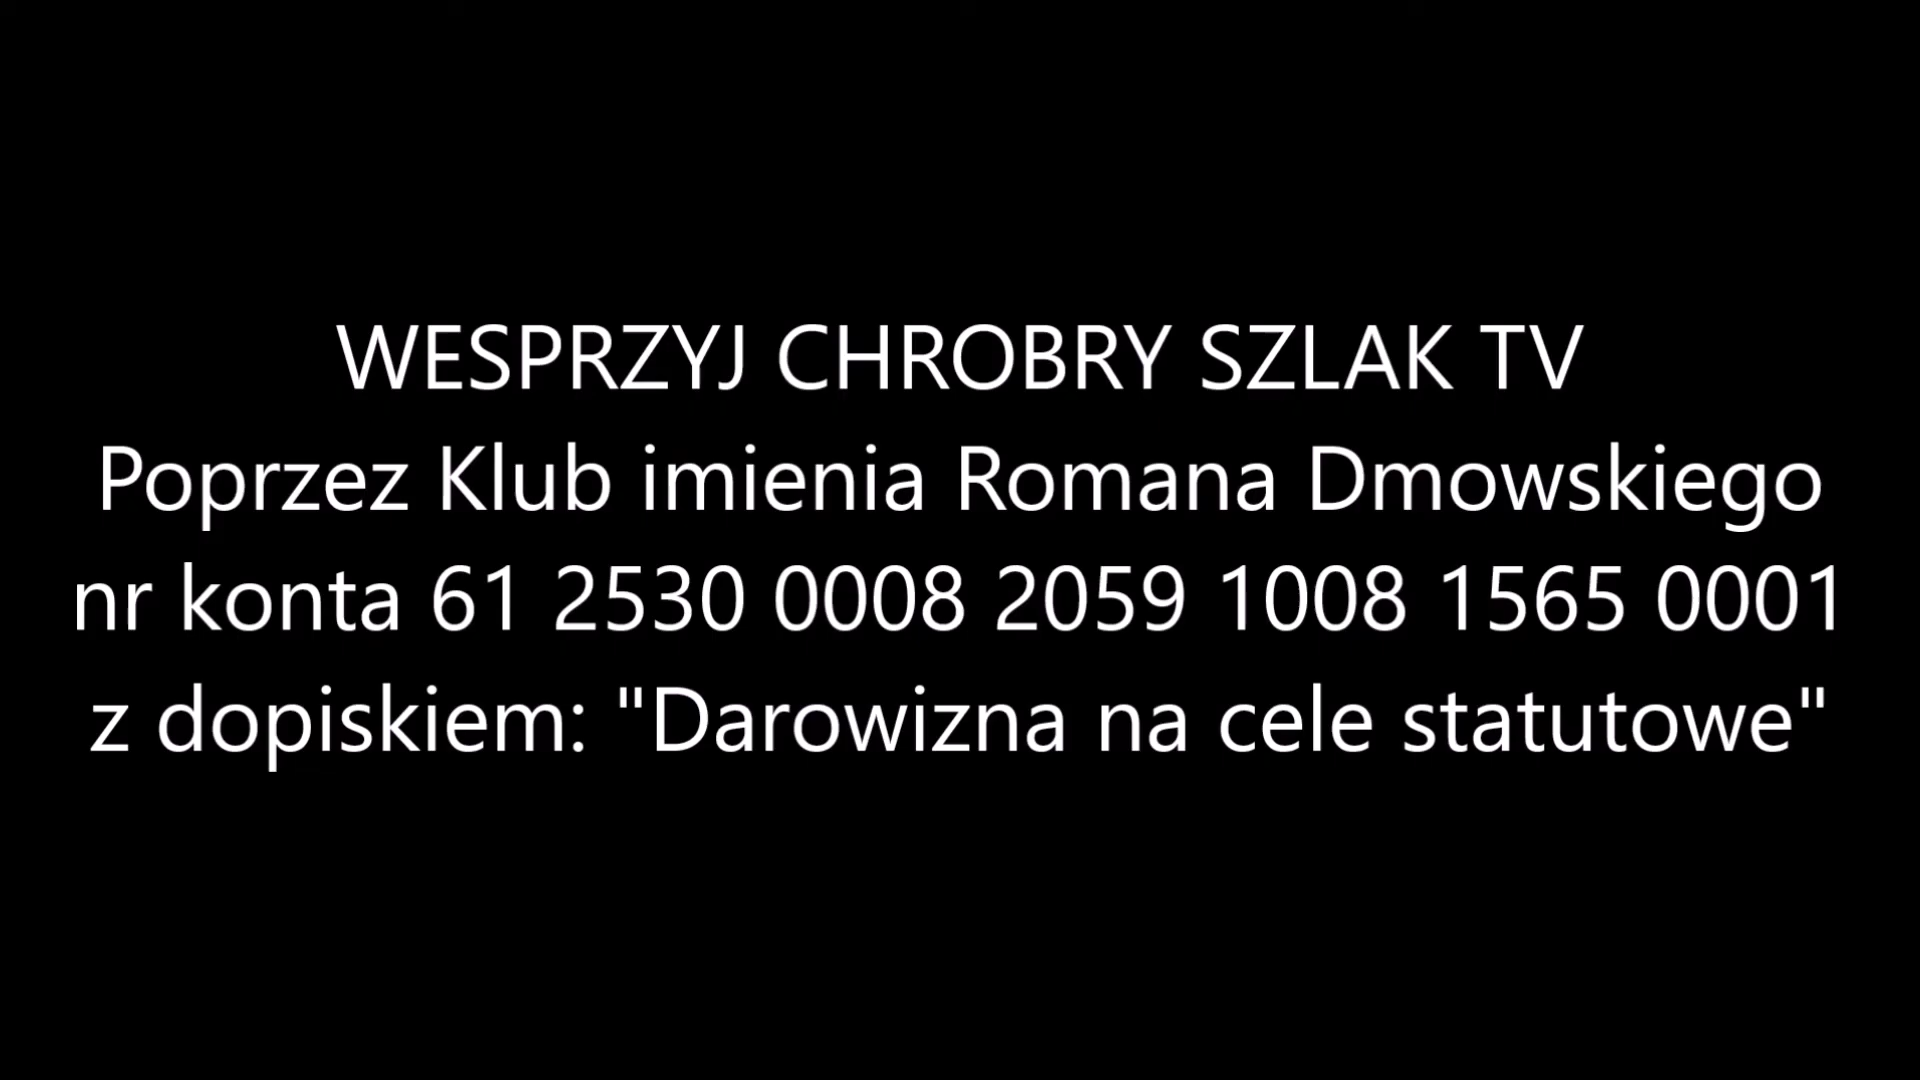 WESPRZYJ CHROBRY SZLAK TV
Poprzez Klub imienia Romana Dmowskiego
nr konta 61 2530 0008 2059 1008 1565 0001
z dopiskiem: "Darowizna na cele statutowe"